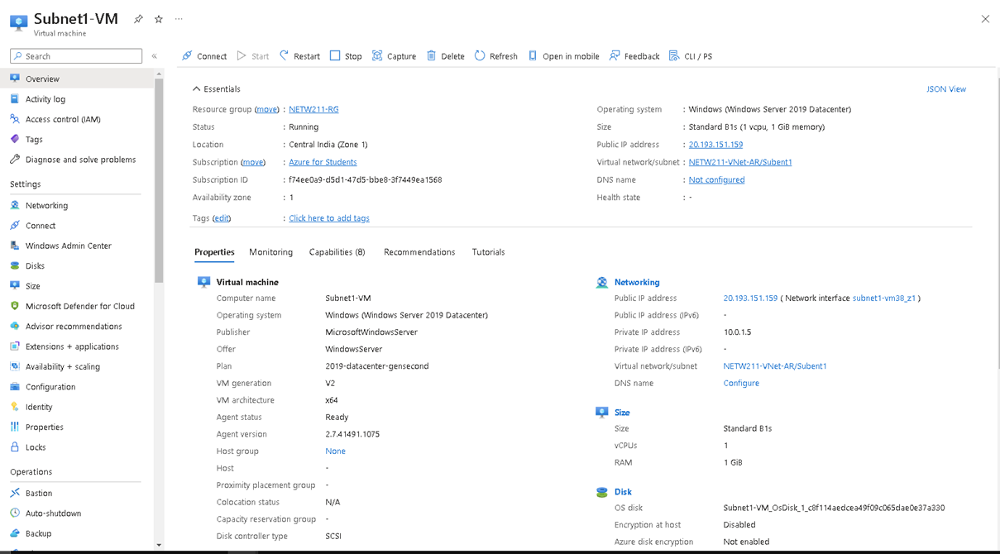 Subnet1-VM
Virtual machine
Search
Connect Start Restart Stop Capture Delete Refresh Open in mobile Feedback CLI / PS
Overview
Activity log
Access control (IAM)
Tags
Diagnose and solve problems
Settings
Networking
Connect
Windows Admin Center
Disks
Size
Microsoft Defender for Cloud
Advisor recommendations
Extensions + applications
Availability + scaling
Configuration
Identity
Properties
Locks
Operations
Bastion
Auto-shutdown
Backup
Essentials
JSON View
Resource group (move) : NETW211-RG
Status : Running
Location : Central India (Zone 1)
Subscription (move) : Azure for Students
Subscription ID : f74ee0a9-d5d1-47d5-bbe8-3f7449ea1568
Availability zone : 1
Tags (edit) : Click here to add tags
Operating system : Windows (Windows Server 2019 Datacenter)
Size : Standard B1s (1 vcpu, 1 GiB memory)
Public IP address : 20.193.151.159
Virtual network/subnet : NETW211-VNet-AR/Subent1
DNS name : Not configured
Health state : -
Properties Monitoring Capabilities (8) Recommendations Tutorials
Virtual machine
Computer name Subnet1-VM
Operating system Windows (Windows Server 2019 Datacenter)
Publisher MicrosoftWindowsServer
Offer WindowsServer
Plan 2019-datacenter-gensecond
VM generation V2
VM architecture x64
Agent status Ready
Agent version 2.7.41491.1075
Host group None
Host -
Proximity placement group -
Colocation status N/A
Capacity reservation group -
Disk controller type SCSI
Networking
Public IP address 20.193.151.159 ( Network interface subnet1-vm38_z1 )
Public IP address (IPv6) -
Private IP address 10.0.1.5
Private IP address (IPv6) -
Virtual network/subnet NETW211-VNet-AR/Subent1
DNS name Configure
Size
Size Standard B1s
vCPUs 1
RAM 1 GiB
Disk
OS disk Subnet1-VM_OsDisk_1_c8f114aedcea49f09c065dae0e37a330
Encryption at host Disabled
Azure disk encryption Not enabled